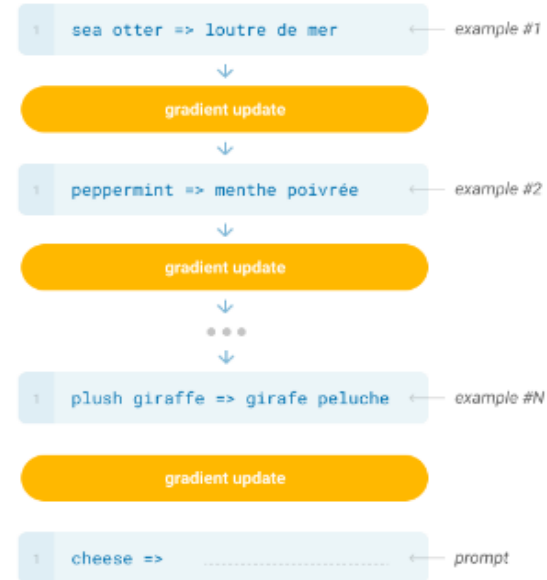 1 sea otter => loutre de mer example #1
gradient update
1 peppermint => menthe poivrée example #2
gradient update
1 plush giraffe => girafe peluche example #N
gradient update
1 cheese => prompt